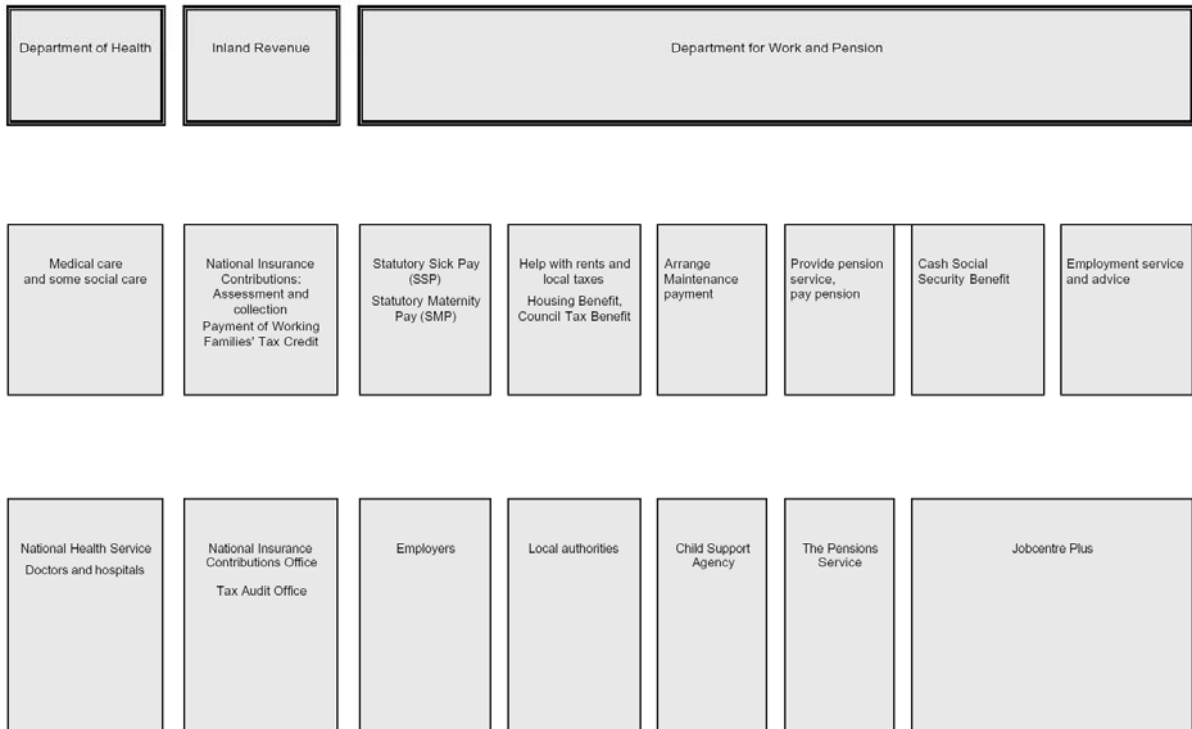 Department of Health
Inland Revenue
Department for Work and Pension
Medical care
and some social care
National Insurance
Contributions:
Assessment and
collection
Payment of Working
Families' Tax Credit
Statutory Sick Pay
(SSP)
Statutory Maternity
Pay (SMP)
Help with rents and
local taxes
Housing Benefit,
Council Tax Benefit
Arrange
Maintenance
payment
Provide pension
service,
pay pension
Cash Social
Security Benefit
Employment service
and advice
National Health Service
Doctors and hospitals
National Insurance
Contributions Office
Tax Audit Office
Employers
Local authorities
Child Support
Agency
The Pensions
Service
Jobcentre Plus